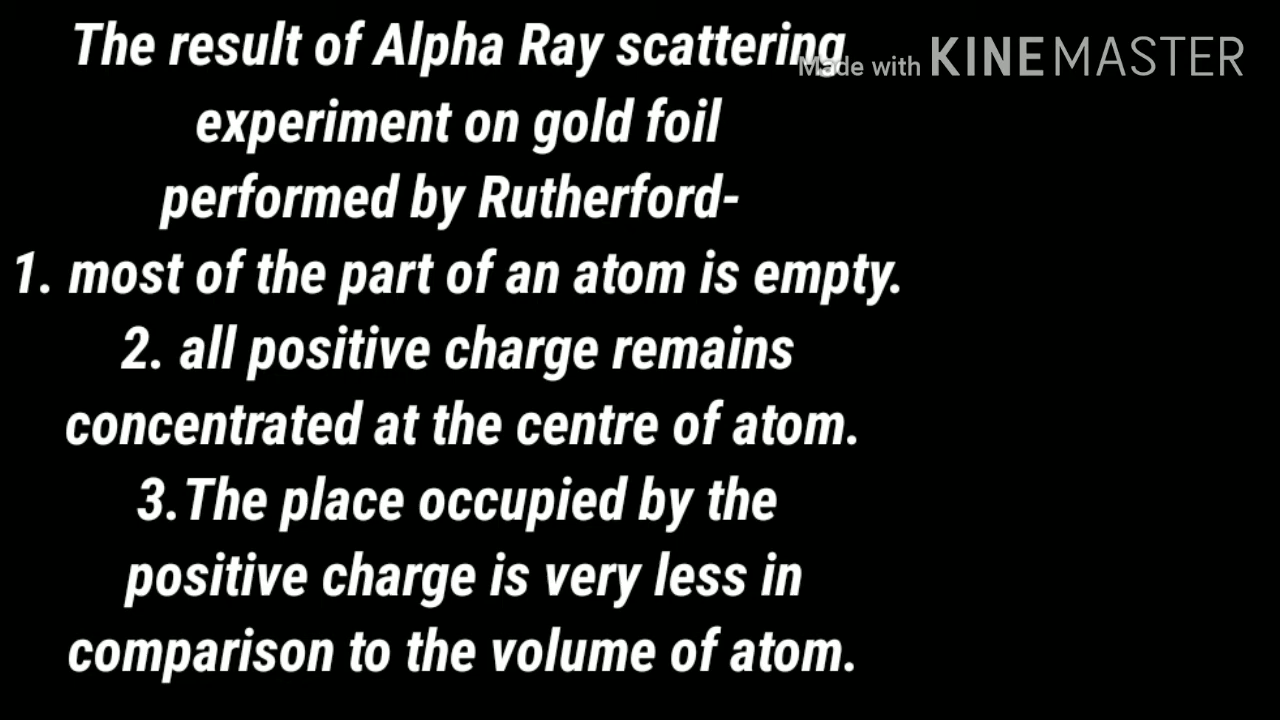 The result of Alpha Ray scattering
Made with KINEMASTER
experiment on gold foil
performed by Rutherford-
1. most of the part of an atom is empty.
2. all positive charge remains
concentrated at the centre of atom.
3.The place occupied by the
positive charge is very less in
comparison to the volume of atom.